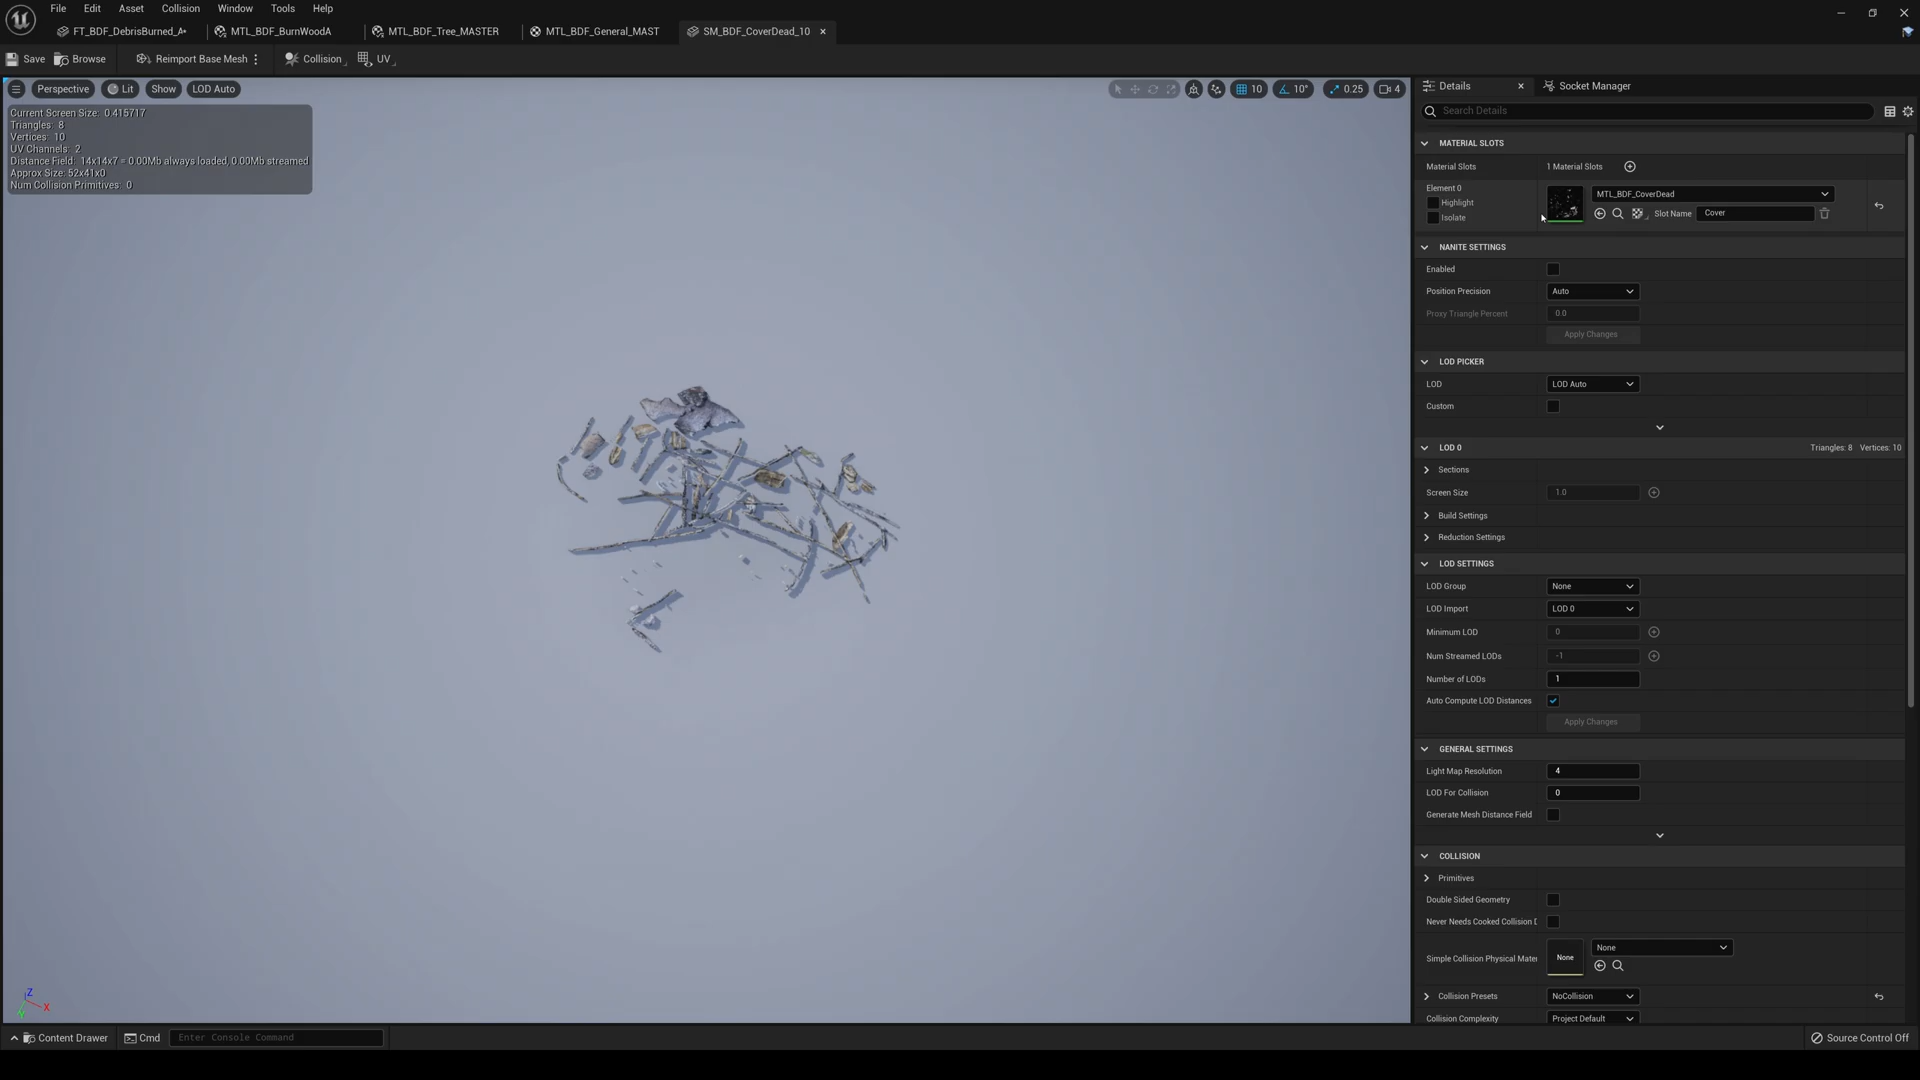 File Edit Asset Collision Window Tools Help
FT_BDF_DebrisBurned_A* MTL_BDF_BurnWoodA MTL_BDF_Tree_MASTER MTL_BDF_General_MAST SM_BDF_CoverDead_10
Save Browse Reimport Base Mesh Collision UV
Perspective Lit Show LOD Auto 10 10° 0.25 4
Current Screen Size: 0.415717
Triangles: 8
Vertices: 10
UV Channels: 2
Distance Field: 14x14x7 = 0.00Mb always loaded, 0.00Mb streamed
Approx Size: 52x41x0
Num Collision Primitives: 0
Z
X
Y
Details Socket Manager
Search Details
MATERIAL SLOTS
Material Slots 1 Material Slots
Element 0
Highlight
Isolate
MTL_BDF_CoverDead
Slot Name Cover
NANITE SETTINGS
Enabled
Position Precision Auto
Proxy Triangle Percent 0.0
Apply Changes
LOD PICKER
LOD LOD Auto
Custom
LOD 0 Triangles: 8 Vertices: 10
Sections
Screen Size 1.0
Build Settings
Reduction Settings
LOD SETTINGS
LOD Group None
LOD Import LOD 0
Minimum LOD 0
Num Streamed LODs -1
Number of LODs 1
Auto Compute LOD Distances
Apply Changes
GENERAL SETTINGS
Light Map Resolution 4
LOD For Collision 0
Generate Mesh Distance Field
COLLISION
Primitives
Double Sided Geometry
Never Needs Cooked Collision D
Simple Collision Physical Mater None None
Collision Presets NoCollision
Collision Complexity Project Default
Content Drawer Cmd Enter Console Command Source Control Off